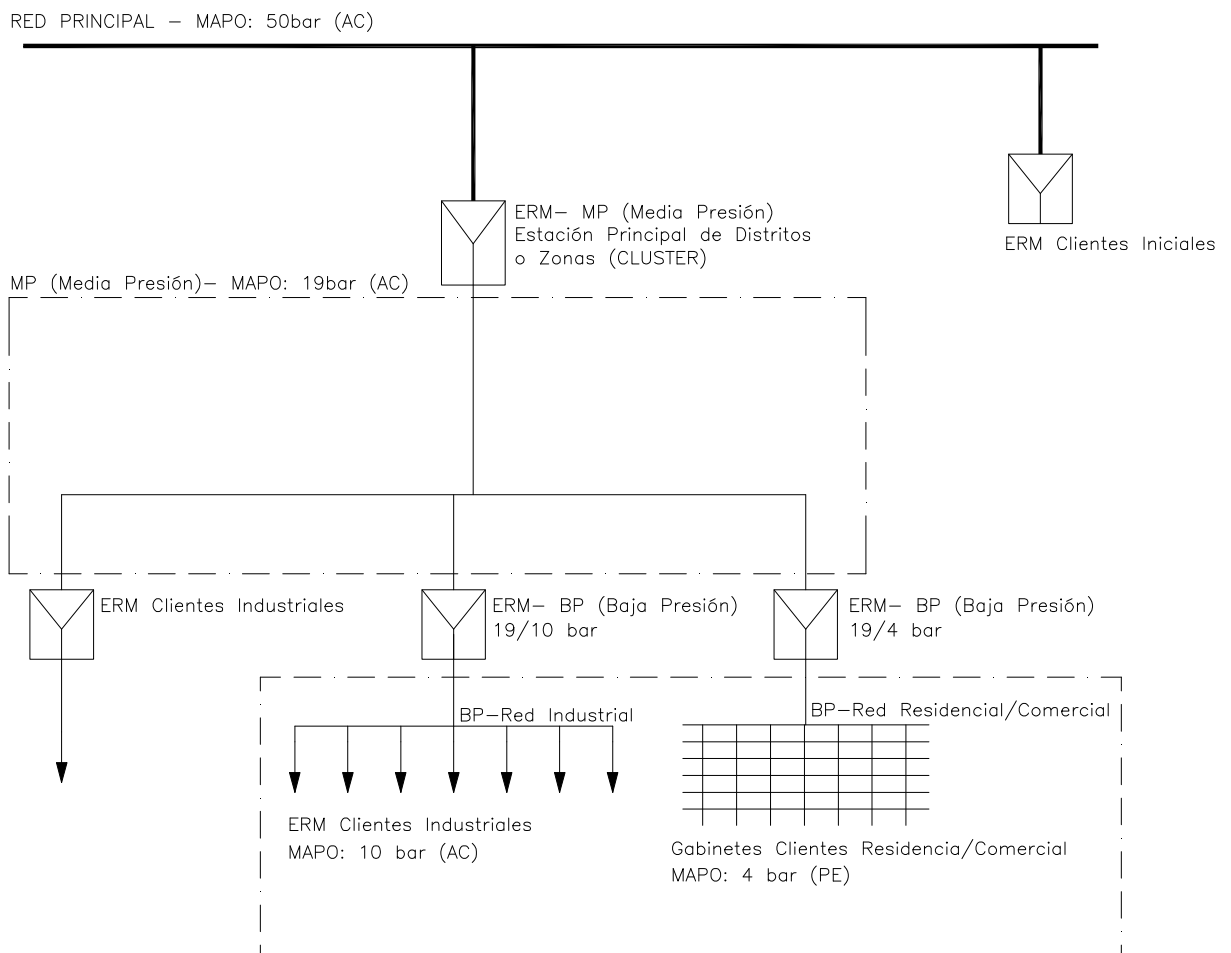 RED PRINCIPAL – MAPO: 50bar (AC)
ERM– MP (Media Presión)
Estación Principal de Distritos
o Zonas (CLUSTER)
ERM Clientes Iniciales
MP (Media Presión)– MAPO: 19bar (AC)
ERM Clientes Industriales
ERM– BP (Baja Presión)
19/10 bar
ERM– BP (Baja Presión)
19/4 bar
BP–Red Industrial
BP–Red Residencial/Comercial
ERM Clientes Industriales
MAPO: 10 bar (AC)
Gabinetes Clientes Residencia/Comercial
MAPO: 4 bar (PE)